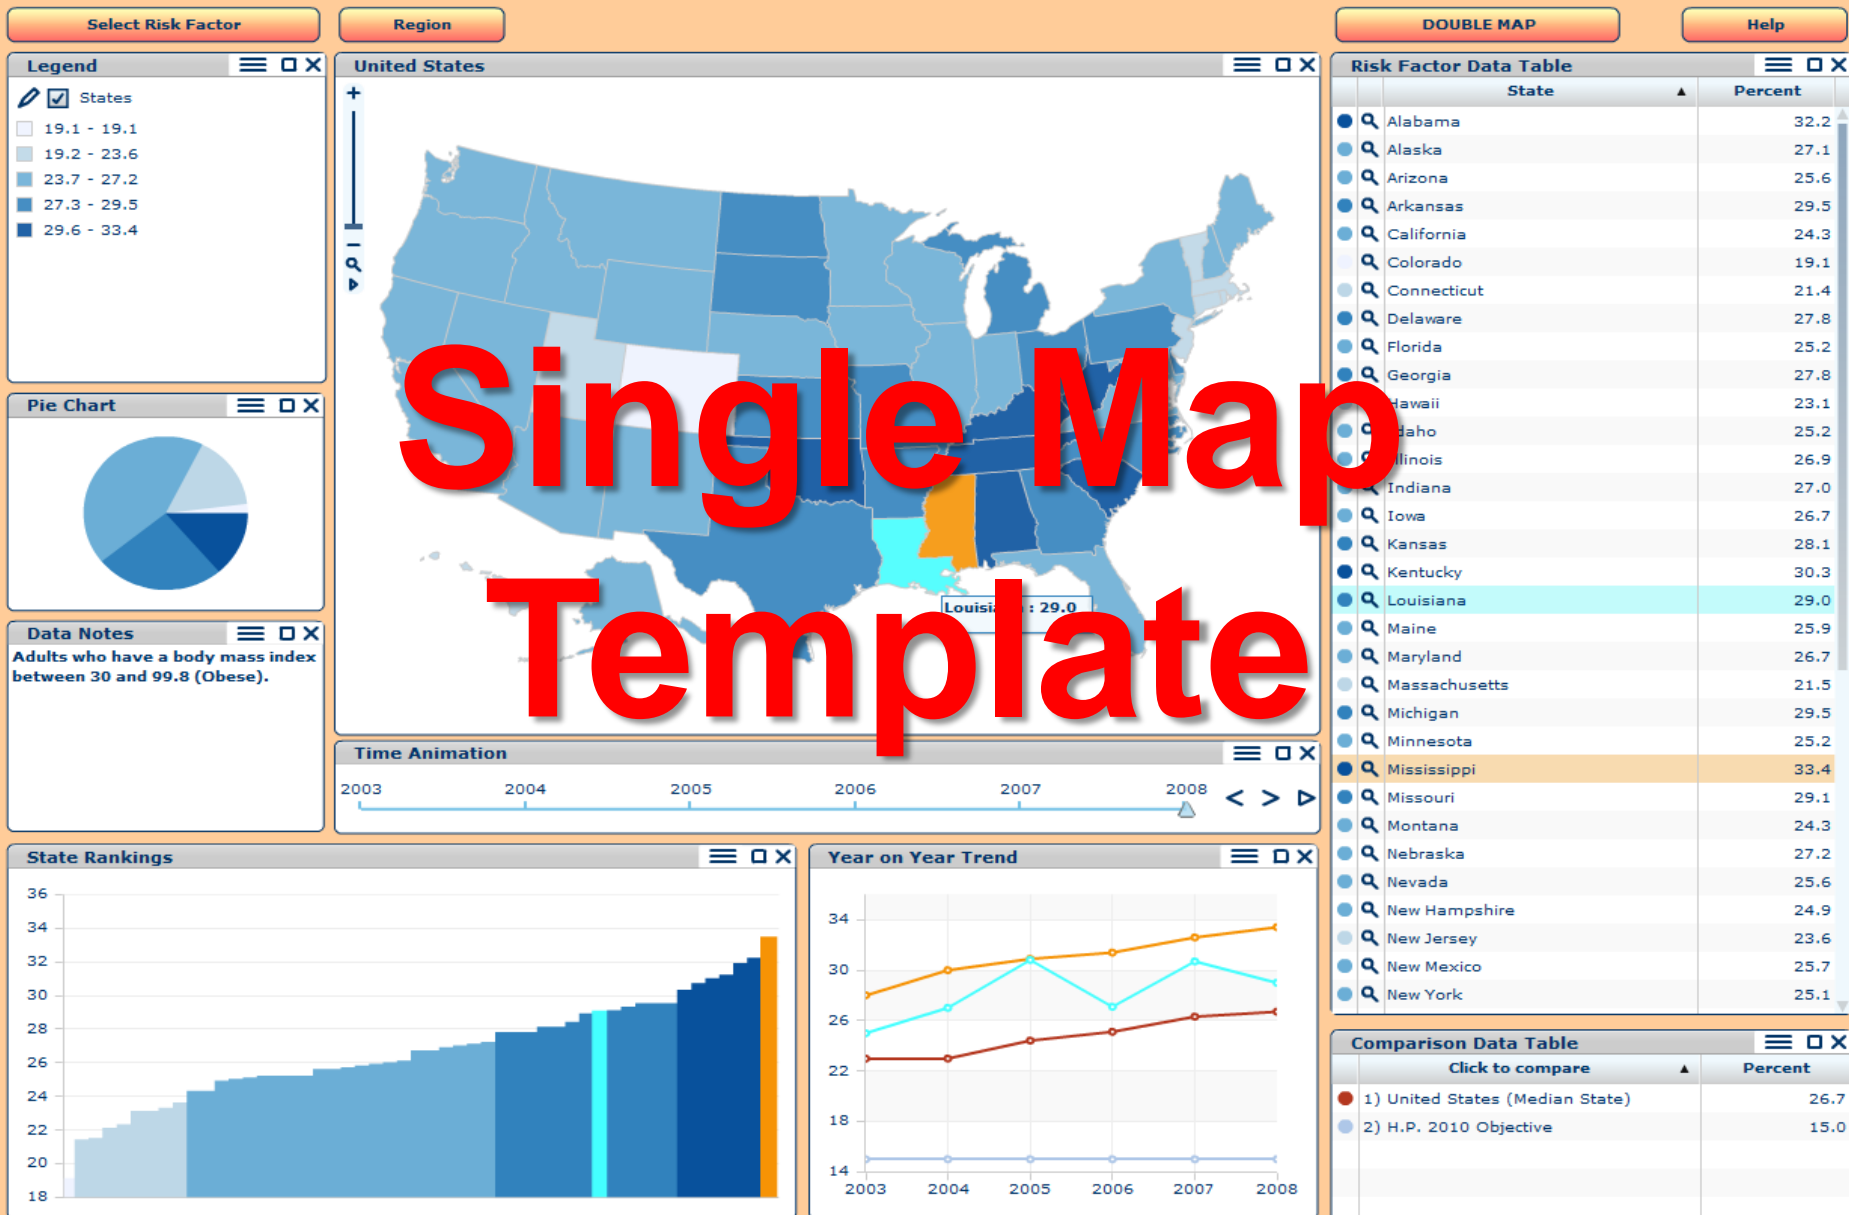 Select Risk Factor
Region
DOUBLE MAP
Help
Legend
States
19.1 - 19.1
19.2 - 23.6
23.7 - 27.2
27.3 - 29.5
29.6 - 33.4
Pie Chart
Data Notes
Adults who have a body mass index
between 30 and 99.8 (Obese).
United States
Single Map
Template
: 29.0
Time Animation
2003 2004 2005 2006 2007 2008
State Rankings
36
34
32
30
28
26
24
22
20
18
Year on Year Trend
34
30
26
22
18
14
2003 2004 2005 2006 2007 2008
Risk Factor Data Table
State Percent
Alabama 32.2
Alaska 27.1
Arizona 25.6
Arkansas 29.5
California 24.3
Colorado 19.1
Connecticut 21.4
Delaware 27.8
Florida 25.2
Georgia 27.8
Hawaii 23.1
25.2
26.9
Indiana 27.0
Iowa 26.7
Kansas 28.1
Kentucky 30.3
Louisiana 29.0
Maine 25.9
Maryland 26.7
Massachusetts 21.5
Michigan 29.5
Minnesota 25.2
Mississippi 33.4
Missouri 29.1
Montana 24.3
Nebraska 27.2
Nevada 25.6
New Hampshire 24.9
New Jersey 23.6
New Mexico 25.7
New York 25.1
Comparison Data Table
Click to compare Percent
1) United States (Median State) 26.7
2) H.P. 2010 Objective 15.0